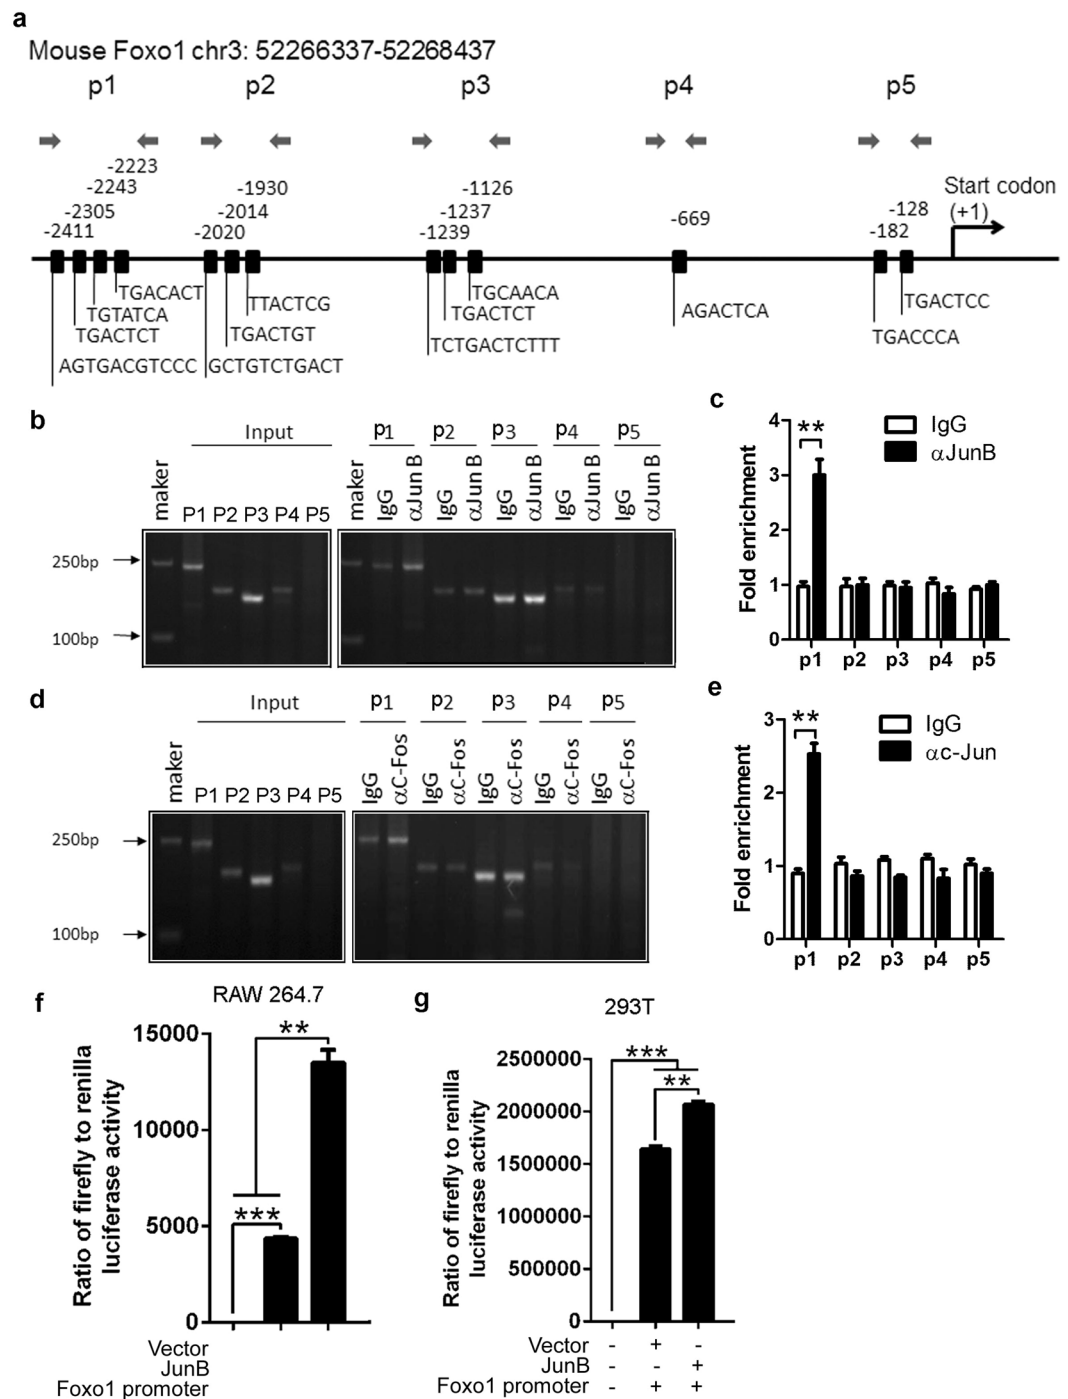 a
Mouse Foxo1 chr3: 52266337-52268437
p1 p2 p3 p4 p5
-2223
-2243 -1930 -1126 Start codon
-2305 -2014 -1237 -669 -128 (+1)
-2411 -2020 -1239 -182
TGACACT TTACTCG TGCAACA TGACTCC
TGTATCA TGACTCT AGACTCA
TGACTCT TGACTGT TGACCCA
TCTGACTCTTT
AGTGACGTCCC GCTGTCTGACT
b
Input p1 p2 p3 p4 p5
maker P1 P2 P3 P4 P5 maker IgG αJun B IgG αJun B IgG αJun B IgG αJun B IgG αJun B
250bp
100bp
c
Fold enrichment
4
3
2
1
0
**
IgG
αJunB
p1 p2 p3 p4 p5
d
Input p1 p2 p3 p4 p5
maker P1 P2 P3 P4 P5 IgG αC-Fos IgG αC-Fos IgG αC-Fos IgG αC-Fos IgG αC-Fos
250bp
100bp
e
Fold enrichment
3
2
1
0
**
IgG
αc-Jun
p1 p2 p3 p4 p5
f
RAW 264.7
Ratio of firefly to renilla
luciferase activity
15000
10000
5000
0
**
***
Vector
JunB
Foxo1 promoter
g
293T
Ratio of firefly to renilla
luciferase activity
2500000
2000000
1500000
1000000
500000
0
***
**
Vector - + -
JunB - - +
Foxo1 promoter - + +